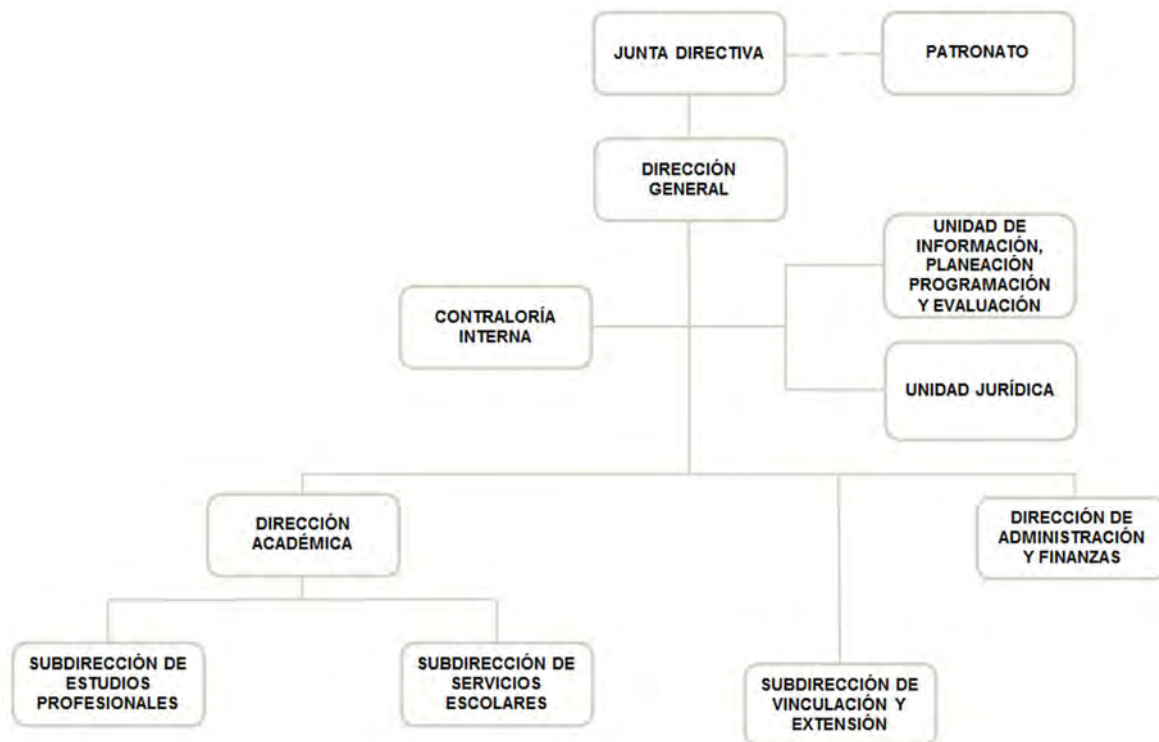 JUNTA DIRECTIVA
PATRONATO
DIRECCIÓN
GENERAL
UNIDAD DE
INFORMACIÓN,
PLANEACIÓN
PROGRAMACIÓN
Y EVALUACIÓN
CONTRALORÍA
INTERNA
UNIDAD JURÍDICA
DIRECCIÓN
ACADÉMICA
DIRECCIÓN DE
ADMINISTRACIÓN
Y FINANZAS
SUBDIRECCIÓN DE
ESTUDIOS
PROFESIONALES
SUBDIRECCIÓN DE
SERVICIOS
ESCOLARES
SUBDIRECCIÓN DE
VINCULACIÓN Y
EXTENSIÓN